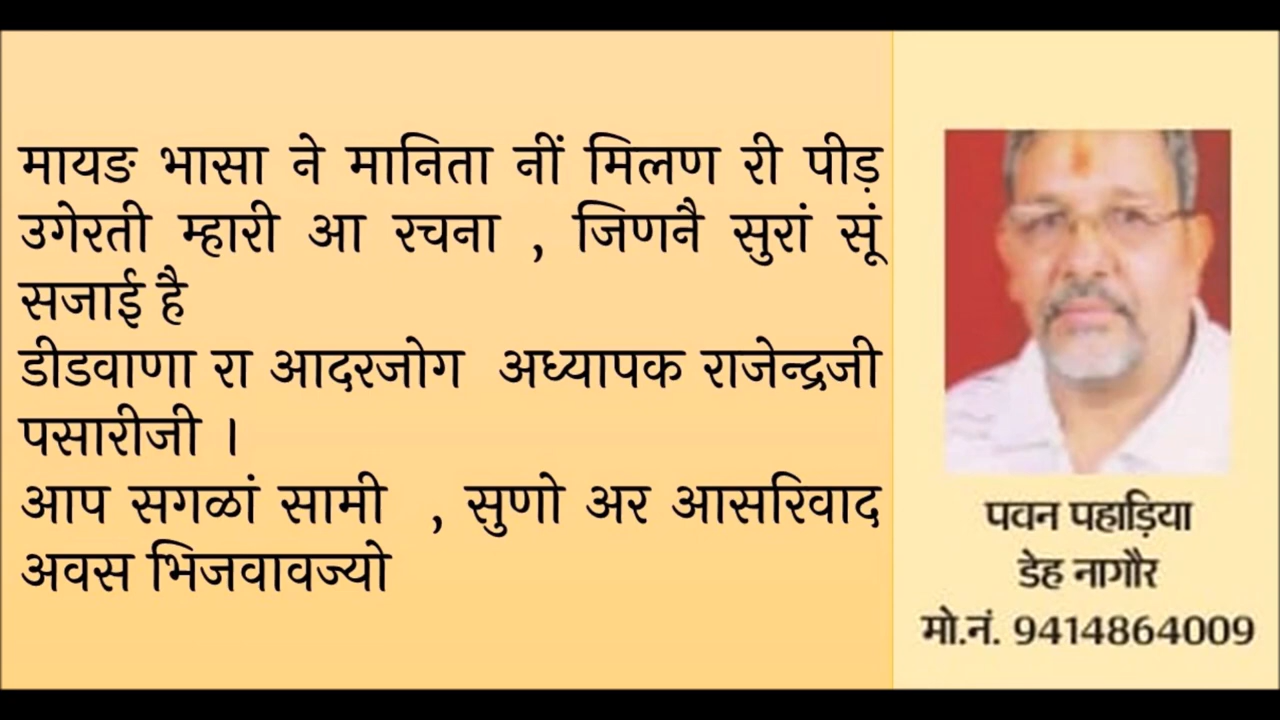 मायङ भासा ने मानिता नीं मिलण री पीड़
उगेरती म्हारी आ रचना , जिणनै सुरां सूं
सजाई है
डीडवाणा रा आदरजोग अध्यापक राजेन्द्रजी
पसारीजी ।
आप सगळां सामी , सुणो अर आसरिवाद
अवस भिजवावज्यो
पवन पहाड़िया
डेह नागौर
मो.नं. 9414864009